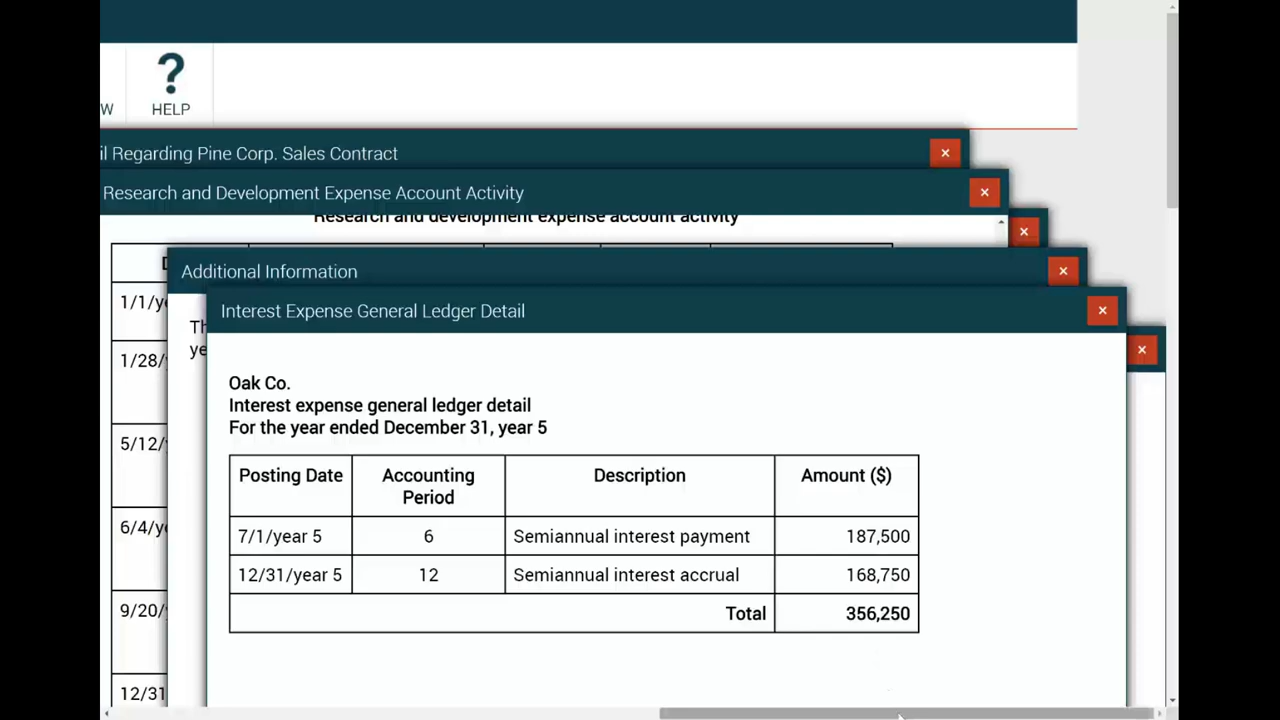 W
HELP
il Regarding Pine Corp. Sales Contract
Research and Development Expense Account Activity
Research and development expense account activity
Additional Information
1/1/ye
Th
Interest Expense General Ledger Detail
ye
1/28/
Oak Co.
Interest expense general ledger detail
For the year ended December 31, year 5
5/12/
Posting Date Accounting Period Description Amount ($)
6/4/ye
7/1/year 5 6 Semiannual interest payment 187,500
12/31/year 5 12 Semiannual interest accrual 168,750
9/20/
Total 356,250
12/31